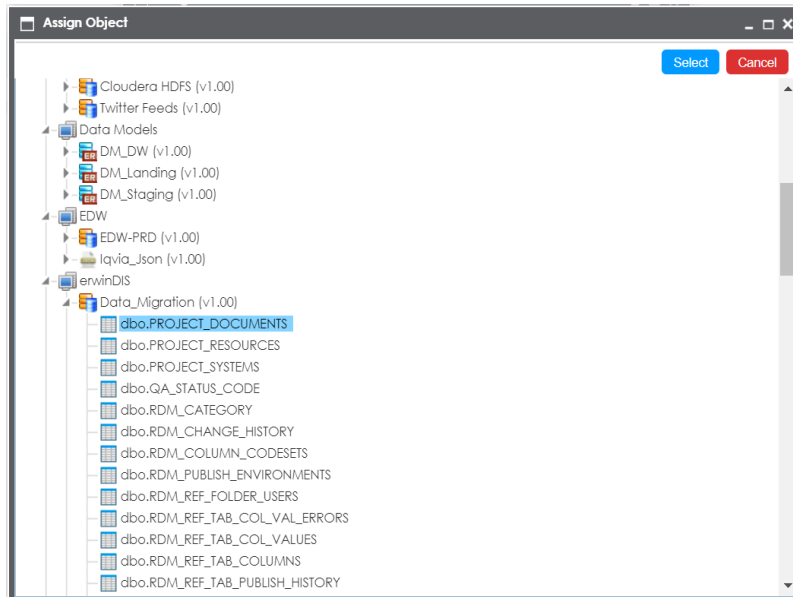 Assign Object
Select Cancel
Cloudera HDFS (v1.00)
Twitter Feeds (v1.00)
Data Models
DM_DW (v1.00)
DM_Landing (v1.00)
DM_Staging (v1.00)
EDW
EDW-PRD (v1.00)
Iqvia_Json (v1.00)
erwinDIS
Data_Migration (v1.00)
dbo.PROJECT_DOCUMENTS
dbo.PROJECT_RESOURCES
dbo.PROJECT_SYSTEMS
dbo.QA_STATUS_CODE
dbo.RDM_CATEGORY
dbo.RDM_CHANGE_HISTORY
dbo.RDM_COLUMN_CODESETS
dbo.RDM_PUBLISH_ENVIRONMENTS
dbo.RDM_REF_FOLDER_USERS
dbo.RDM_REF_TAB_COL_VAL_ERRORS
dbo.RDM_REF_TAB_COL_VALUES
dbo.RDM_REF_TAB_COLUMNS
dbo.RDM_REF_TAB_PUBLISH_HISTORY